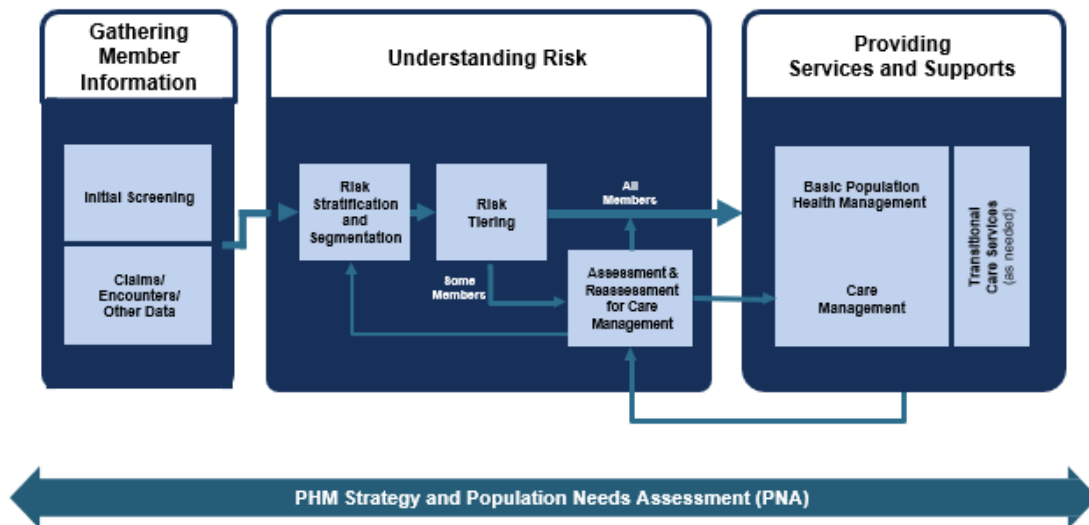 Gathering
Member
Information
Understanding Risk
Providing
Services and Supports
Initial Screening
Claims/
Encounters/
Other Data
Risk
Stratification
and
Segmentation
Risk
Tiering
All
Members
Some
Members
Assessment &
Reassessment
for Care
Management
Basic Population
Health Management
Care
Management
Transitional
Care Services
(as needed)
PHM Strategy and Population Needs Assessment (PNA)